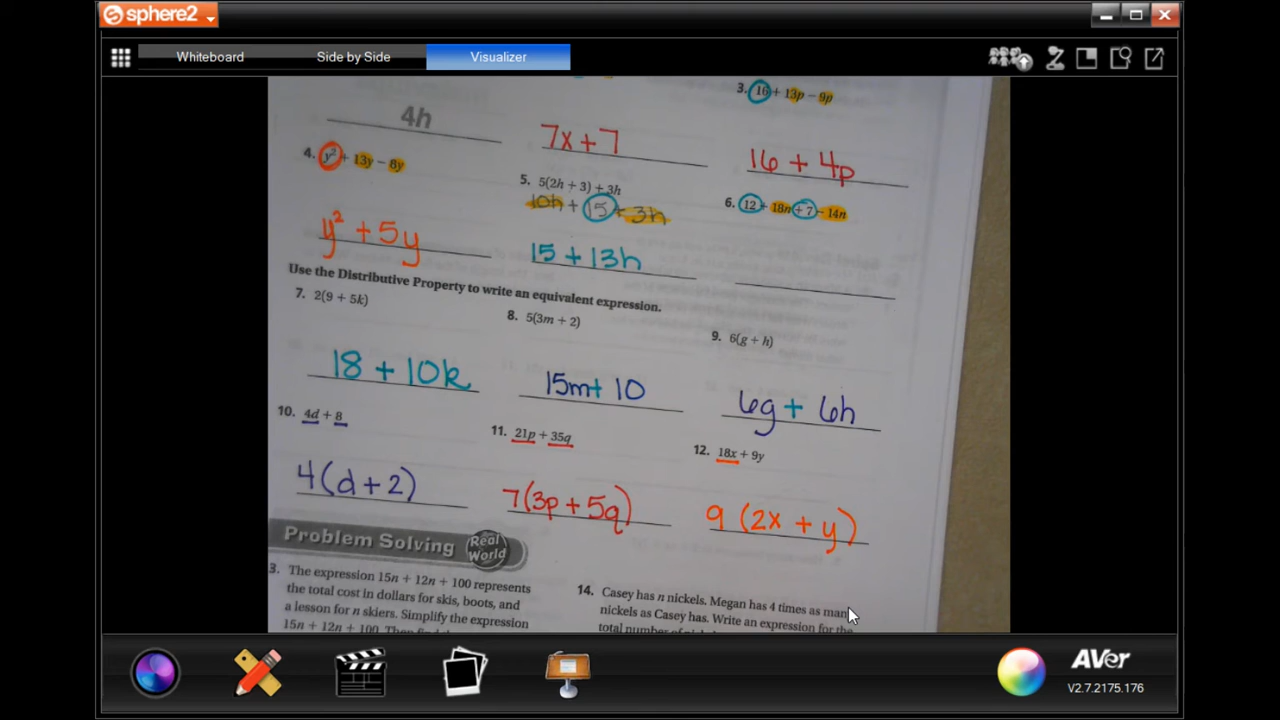 sphere2
Whiteboard Side by Side Visualizer
3. 16 + 13p − 9p
4h
7x + 7
16 + 4p
4. y² + 13y − 8y
5. 5(2h + 3) + 3h
10h + 15 + 3h
6. 12 + 18n + 7 − 14n
y² + 5y
15 + 13h
Use the Distributive Property to write an equivalent expression.
7. 2(9 + 5k)
8. 5(3m + 2)
9. 6(g + h)
18 + 10k
15m + 10
6g + 6h
10. 4d + 8
11. 21p + 35q
12. 18x + 9y
4(d + 2)
7(3p + 5q)
9 (2x + y)
Problem Solving Real World
3. The expression 15n + 12n + 100 represents
the total cost in dollars for skis, boots, and
a lesson for n skiers. Simplify the expression
15n + 12n + 100.
14. Casey has n nickels. Megan has 4 times as man
nickels as Casey has. Write an expression for the
total number of
AVer
V2.7.2175.176